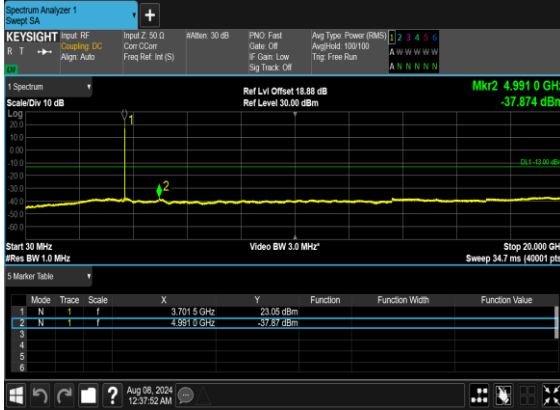 Spectrum Analyzer 1
Swept SA
+
KEYSIGHT Input: RF Input Z: 50 Ω #Atten: 30 dB PNO: Fast Avg Type: Power (RMS) 1 2 3 4 5 6
R T Coupling: DC Corr CCorr Gate: Off Avg|Hold: 100/100 A W W W W W
Align: Auto Freq Ref: Int (S) IF Gain: Low Trig: Free Run
Sig Track: Off A N N N N N
1 Spectrum Ref Lvl Offset 18.88 dB Mkr2 4.991 0 GHz
Scale/Div 10 dB Ref Level 30.00 dBm -37.874 dBm
Log
20.0
10.0
0.00
-10.0
-20.0
-30.0
-40.0
-50.0
-60.0
1
2
DL1 -13.00 dBm
Start 30 MHz Video BW 3.0 MHz* Stop 20.000 GH
#Res BW 1.0 MHz Sweep 34.7 ms (40001 pts
5 Marker Table
Mode Trace Scale X Y Function Function Width Function Value
1 N 1 f 3.701 5 GHz 23.05 dBm
2 N 1 f 4.991 0 GHz -37.87 dBm
3
4
5
6
? Aug 08, 2024
12:37:52 AM